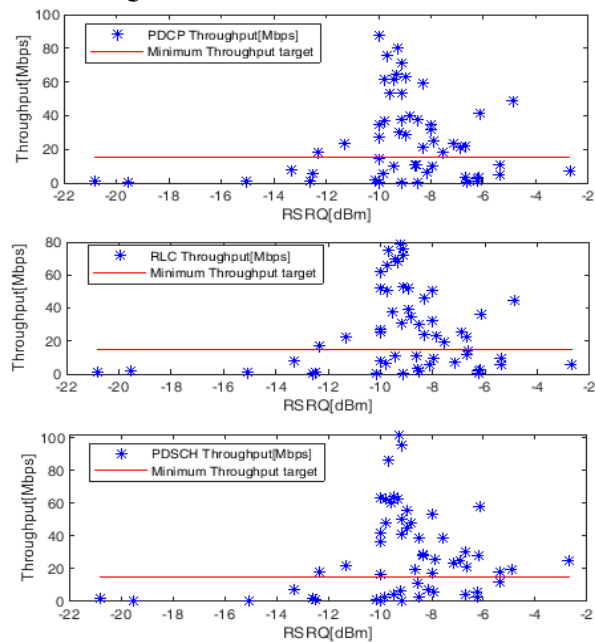 PDCP Throughput[Mbps]
Minimum Throughput target
Throughput[Mbps]
100
80
60
40
20
0
-22 -20 -18 -16 -14 -12 -10 -8 -6 -4 -2
RSRQ[dBm]
RLC Throughput[Mbps]
Minimum Throughput target
Throughput[Mbps]
80
60
40
20
0
-22 -20 -18 -16 -14 -12 -10 -8 -6 -4 -2
RSRQ[dBm]
PDSCH Throughput[Mbps]
Minimum Throughput target
Throughput[Mbps]
100
80
60
40
20
0
-22 -20 -18 -16 -14 -12 -10 -8 -6 -4 -2
RSRQ[dBm]